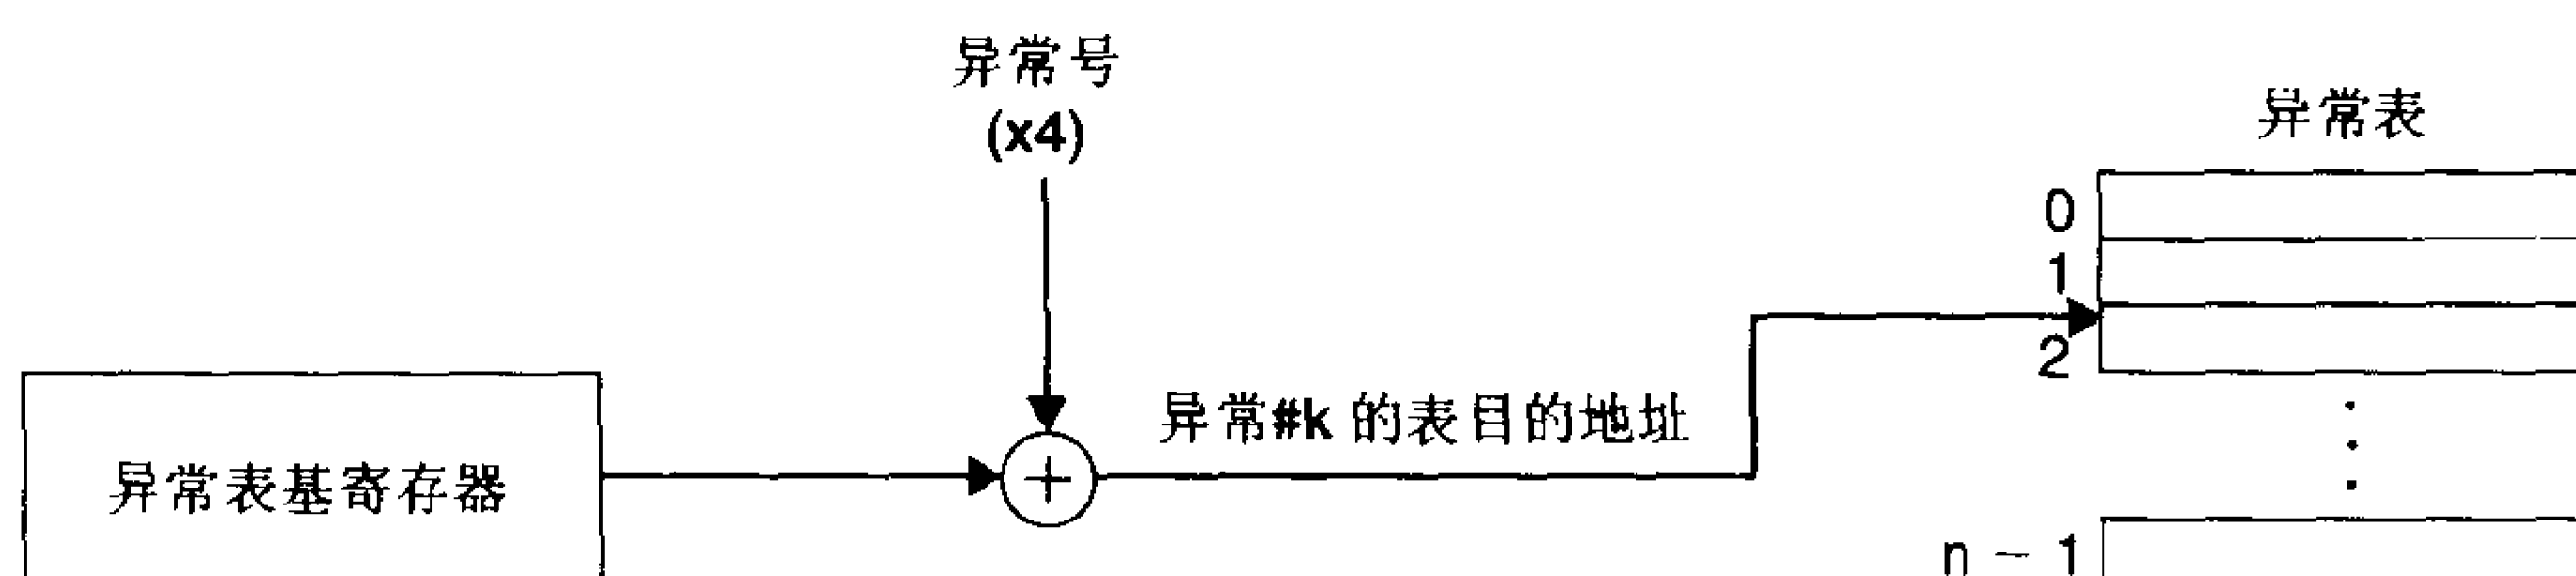 异常号
(x4)
异常表
0
1
2
异常#k 的表目的地址
异常表基寄存器
n - 1